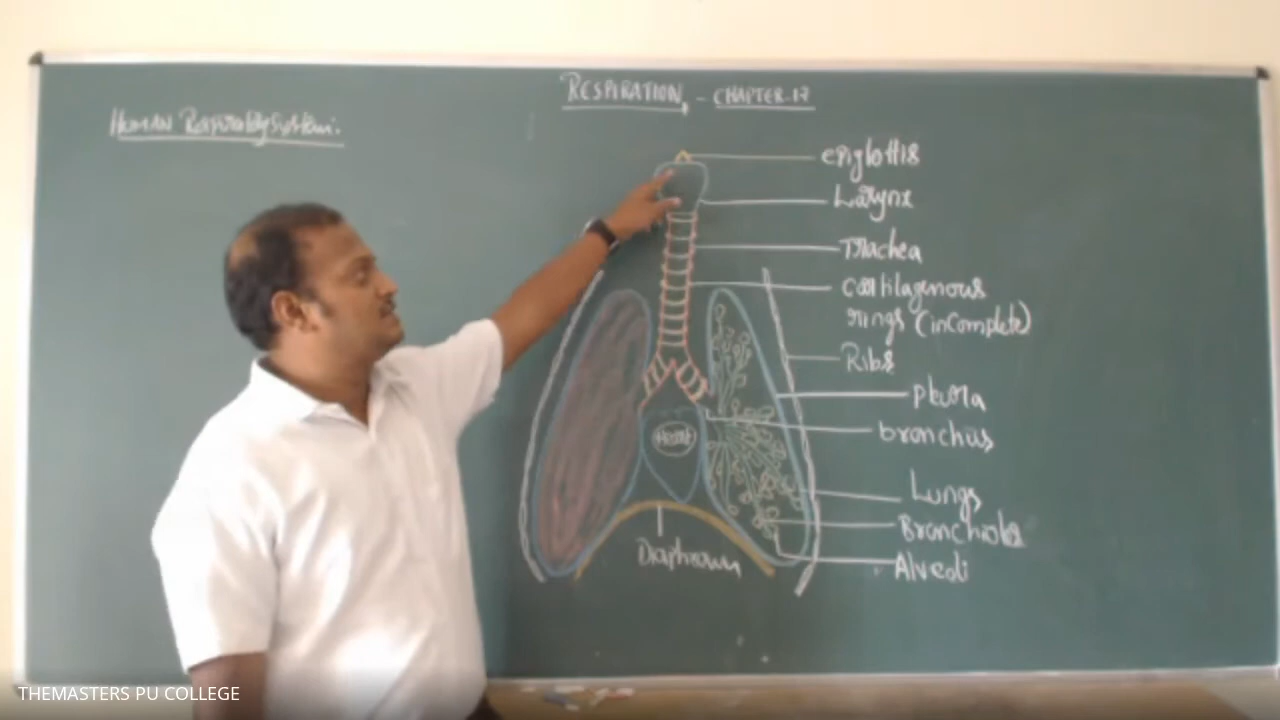 RESPIRATION, - CHAPTER-17
HUMAN Respiratory System:
epiglottis
Larynx
Trachea
cartilagenous
rings (incomplete)
Ribs
pleura
Heart
bronchus
Lungs
Bronchiole
Diaphragm
Alveoli
THEMASTERS PU COLLEGE